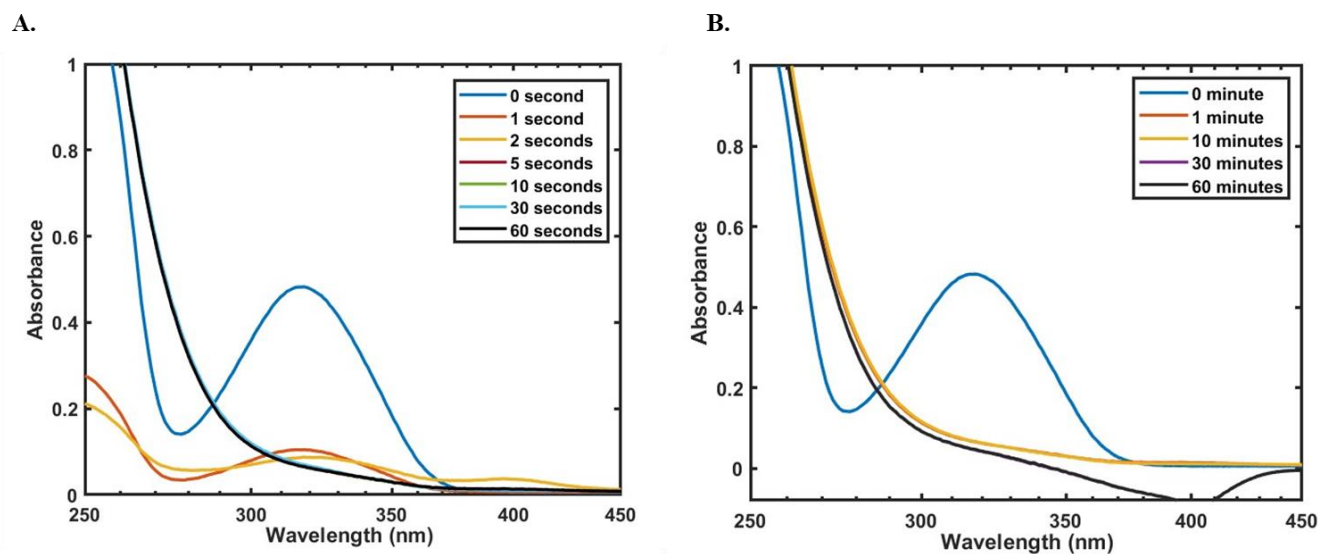 A.
1
0.8
0.6
0.4
0.2
0
Absorbance
250
300
350
400
450
Wavelength (nm)
0 second
1 second
2 seconds
5 seconds
10 seconds
30 seconds
60 seconds
B.
1
0.8
0.6
0.4
0.2
0
Absorbance
250
300
350
400
450
Wavelength (nm)
0 minute
1 minute
10 minutes
30 minutes
60 minutes